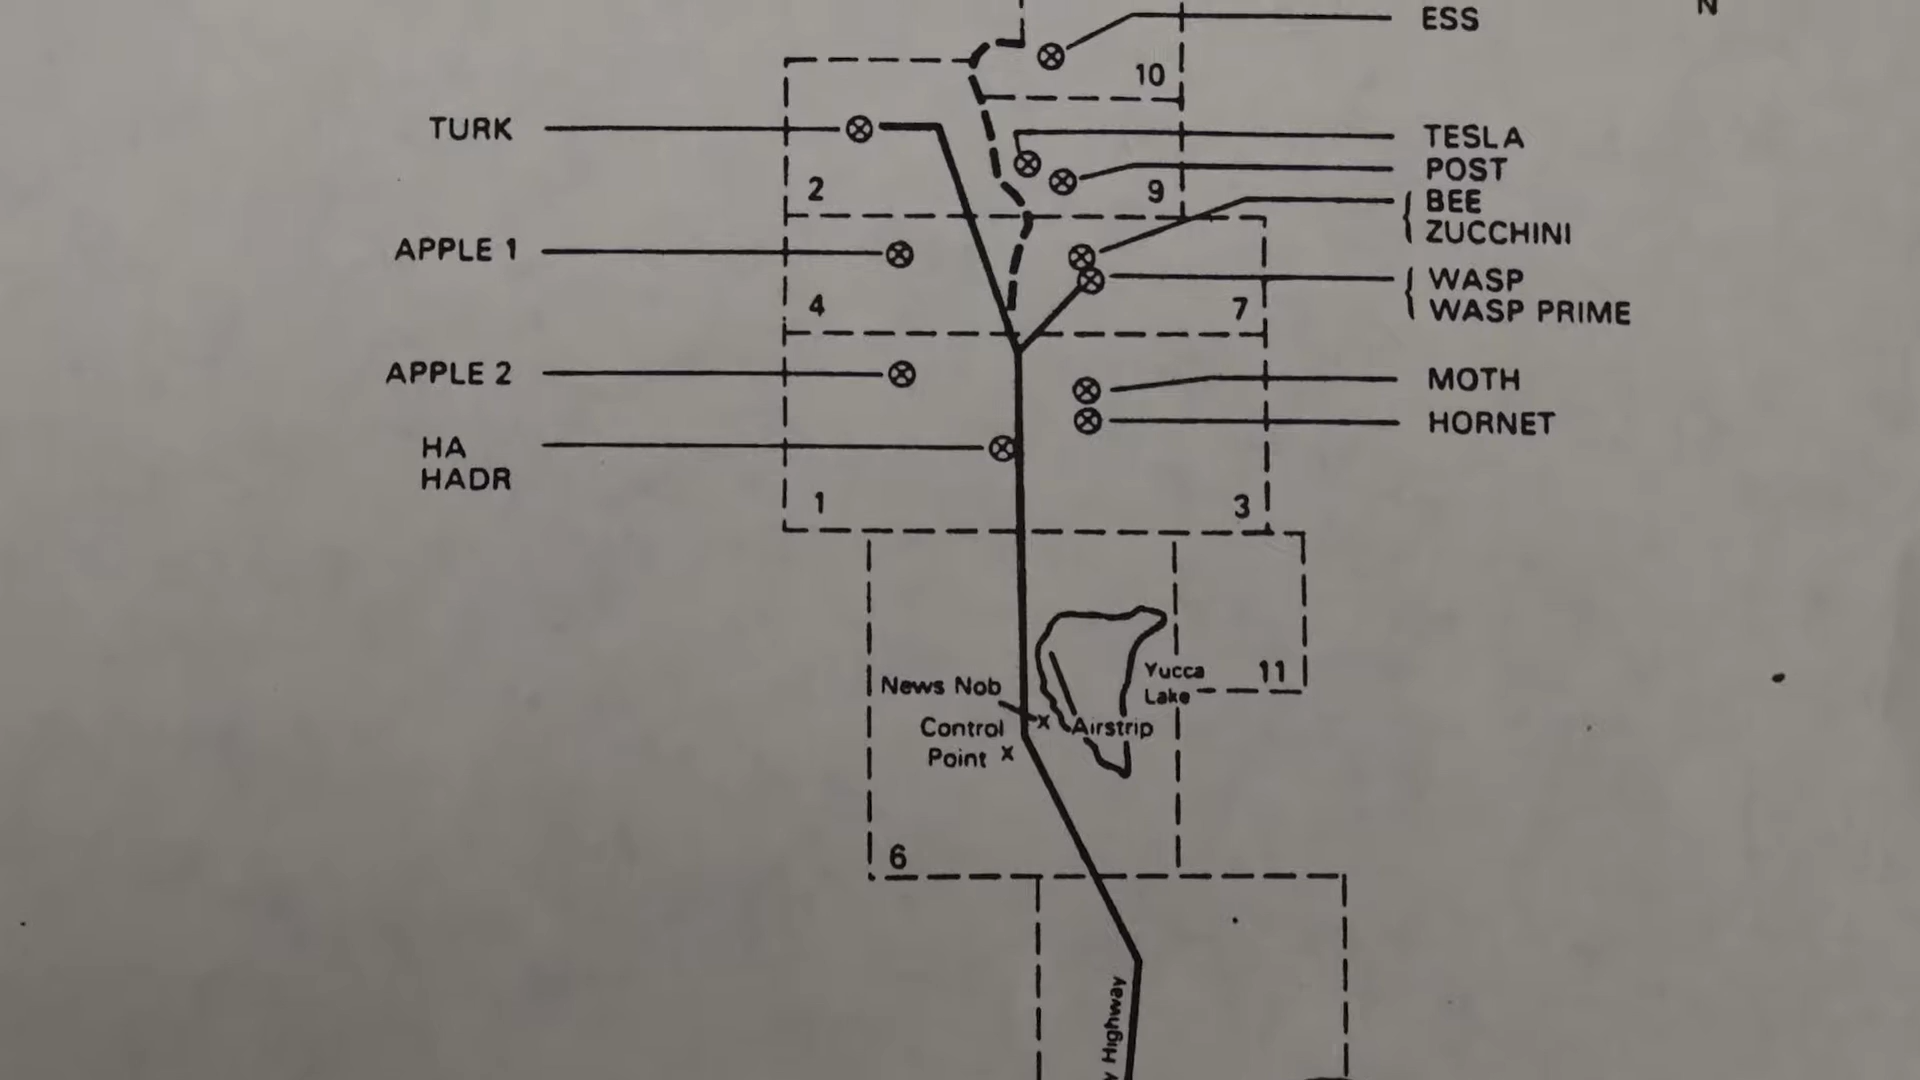 N
ESS
10
TURK
TESLA
POST
2
9
BEE
ZUCCHINI
APPLE 1
WASP
WASP PRIME
4
7
APPLE 2
MOTH
HORNET
HA
HADR
1
3
Yucca
Lake
11
News Nob
Control
Point
x
x
Airstrip
6
Highway